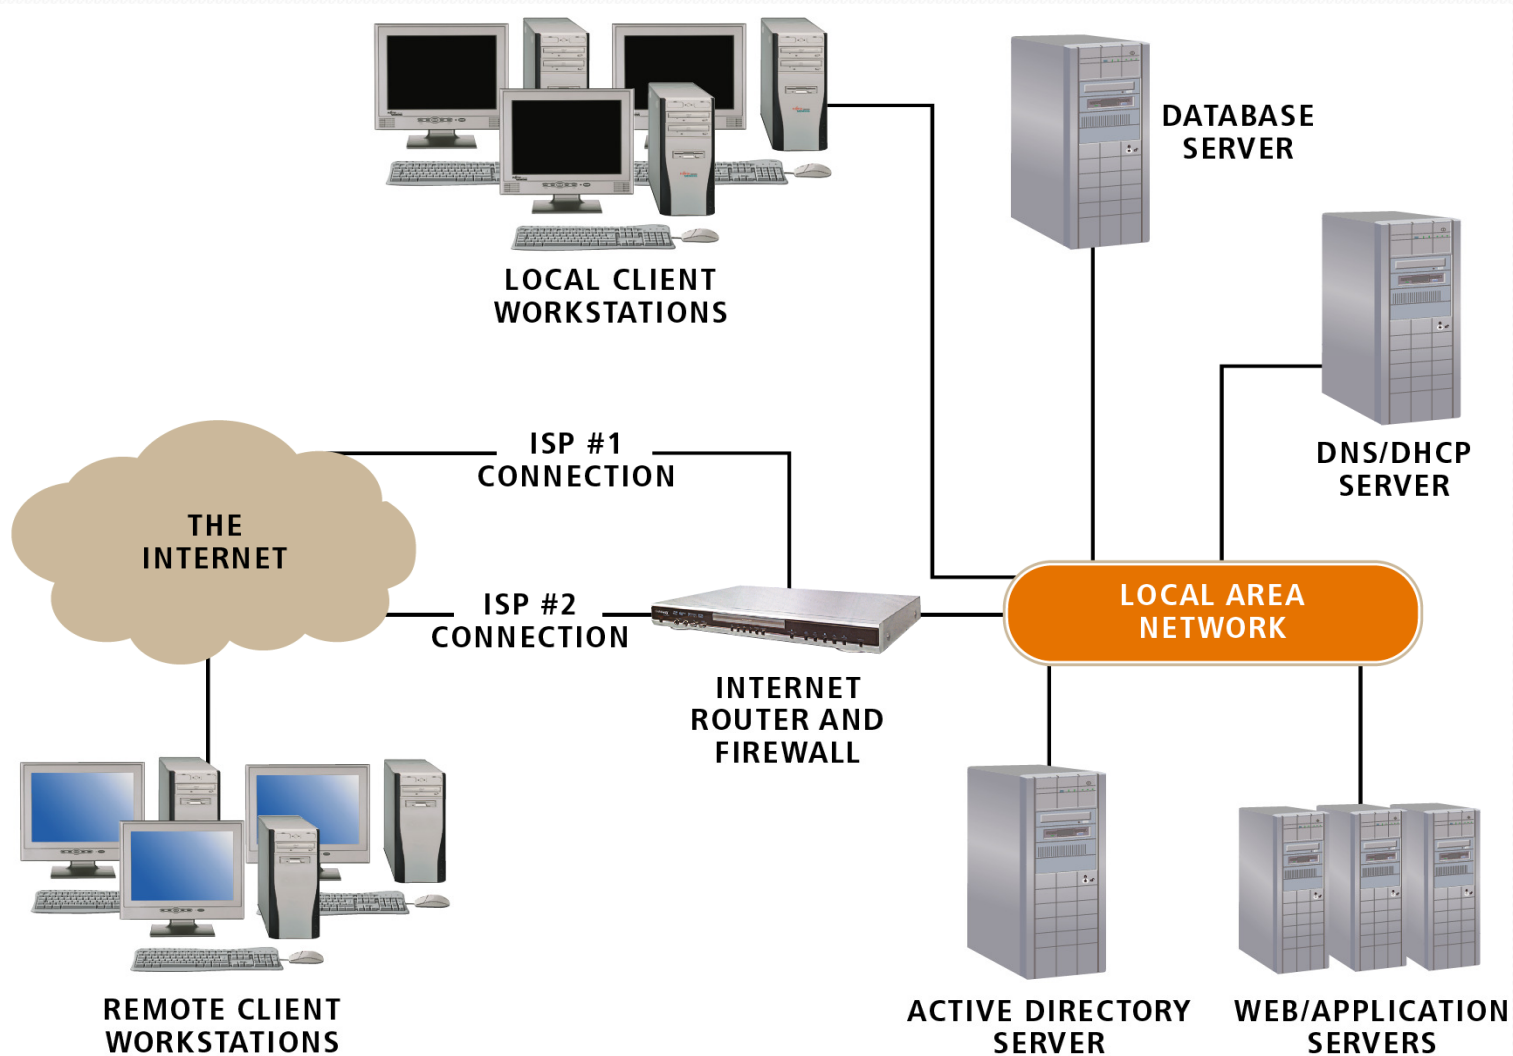 DATABASE
SERVER
LOCAL CLIENT
WORKSTATIONS
DNS/DHCP
SERVER
ISP #1
CONNECTION
THE
INTERNET
ISP #2
CONNECTION
LOCAL AREA
NETWORK
INTERNET
ROUTER AND
FIREWALL
REMOTE CLIENT
WORKSTATIONS
ACTIVE DIRECTORY
SERVER
WEB/APPLICATION
SERVERS